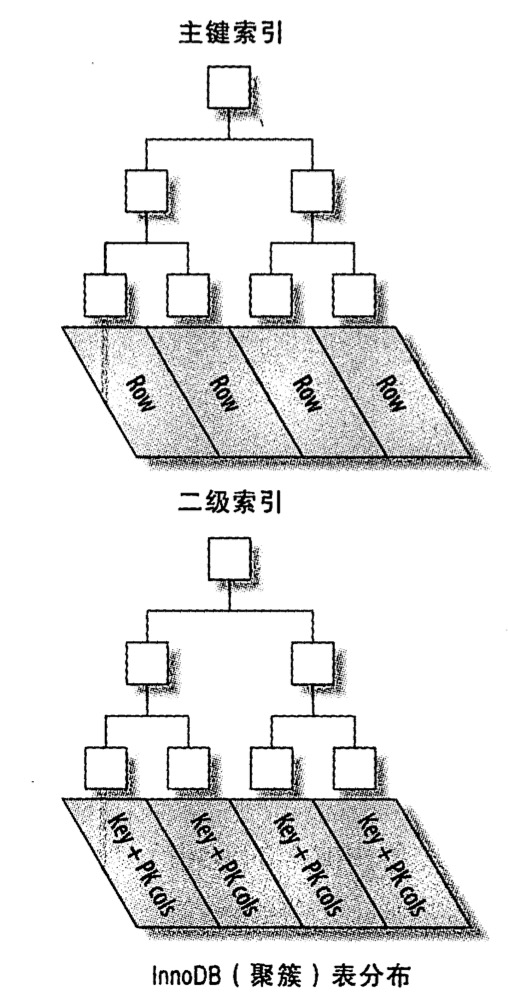 主键索引
Row
Row
Row
Row
二级索引
Key + PK cols
Key + PK cols
Key + PK cols
Key + PK cols
InnoDB（聚簇）表分布